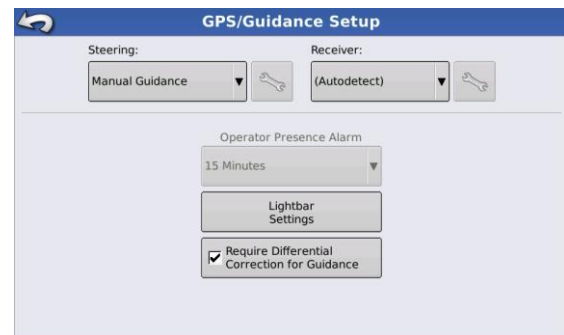 GPS/Guidance Setup
Steering:
Receiver:
Manual Guidance
(Autodetect)
Operator Presence Alarm
15 Minutes
Lightbar
Settings
Require Differential
Correction for Guidance